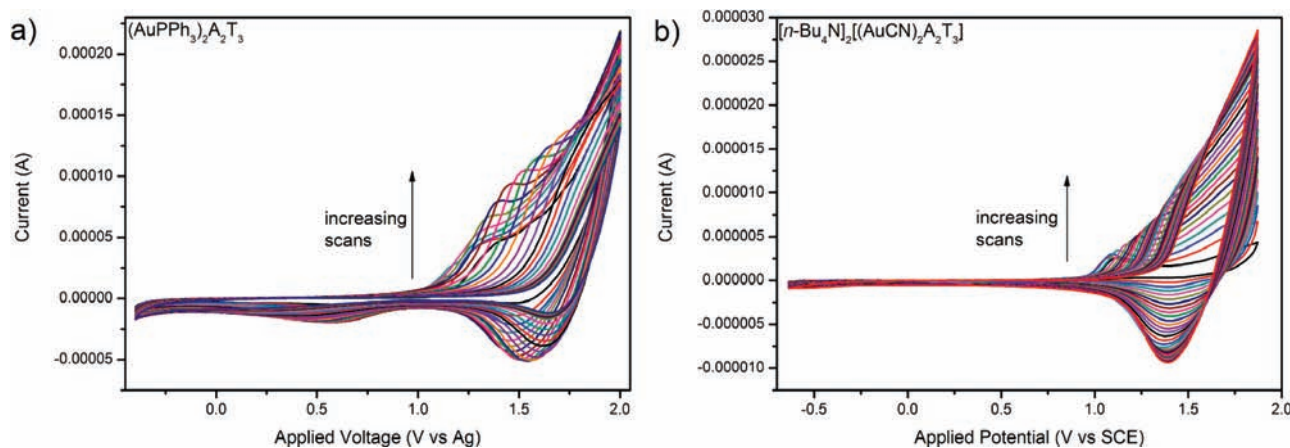 a)
(AuPPh₃)₂A₂T₃
0.00020
0.00015
0.00010
0.00005
0.00000
-0.00005
Current (A)
increasing
scans
0.0 0.5 1.0 1.5 2.0
Applied Voltage (V vs Ag)
b)
[n-Bu₄N]₂[(AuCN)₂A₂T₃]
0.000030
0.000025
0.000020
0.000015
0.000010
0.000005
0.000000
-0.000005
-0.000010
Current (A)
increasing
scans
-0.5 0.0 0.5 1.0 1.5 2.0
Applied Potential (V vs SCE)